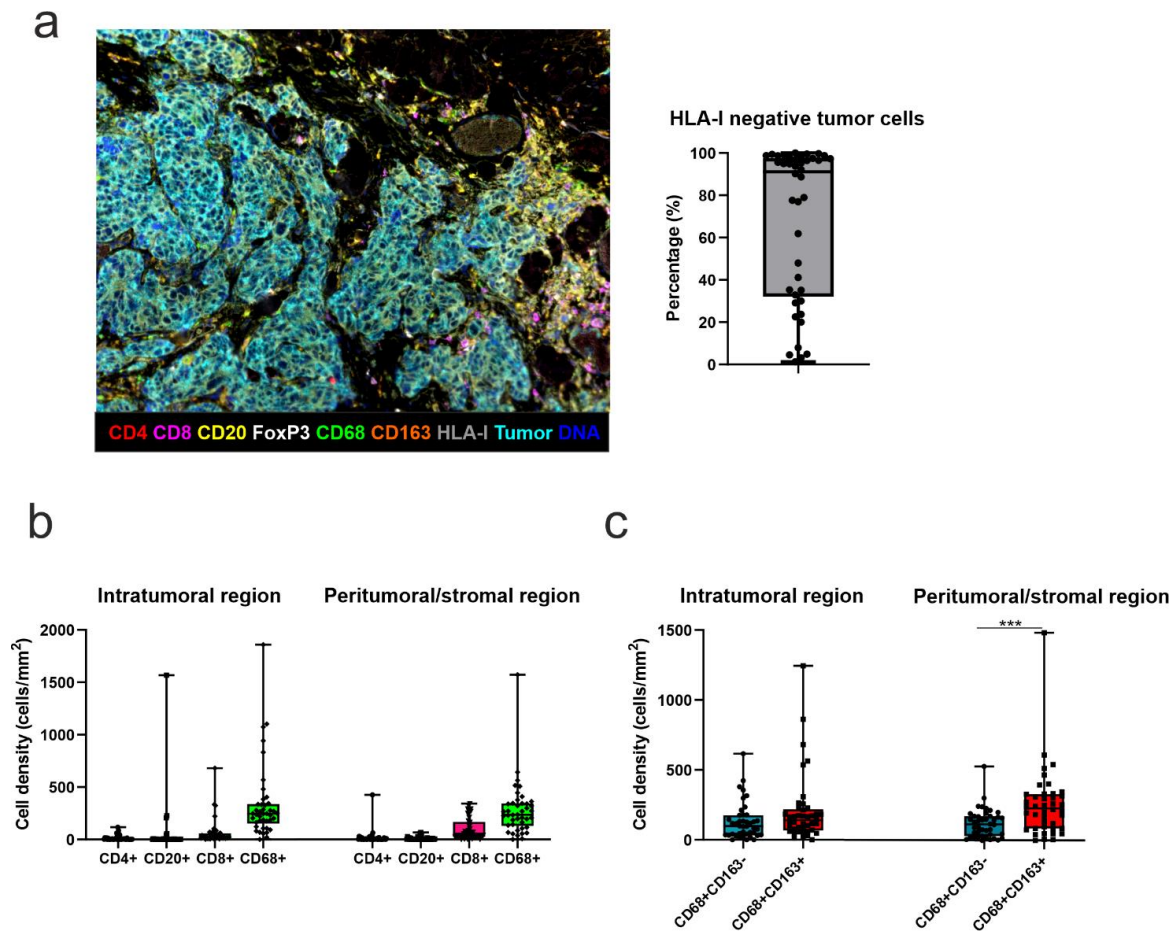 a
CD4 CD8 CD20 FoxP3 CD68 CD163 HLA-I Tumor DNA
HLA-I negative tumor cells
Percentage (%)
100
80
60
40
20
0
b
Intratumoral region
Peritumoral/stromal region
Cell density (cells/mm²)
2000
1500
1000
500
0
CD4+ CD20+ CD8+ CD68+
CD4+ CD20+ CD8+ CD68+
c
Intratumoral region
Peritumoral/stromal region
Cell density (cells/mm²)
1500
1000
500
0
***
CD68+CD163-
CD68+CD163+
CD68+CD163-
CD68+CD163+